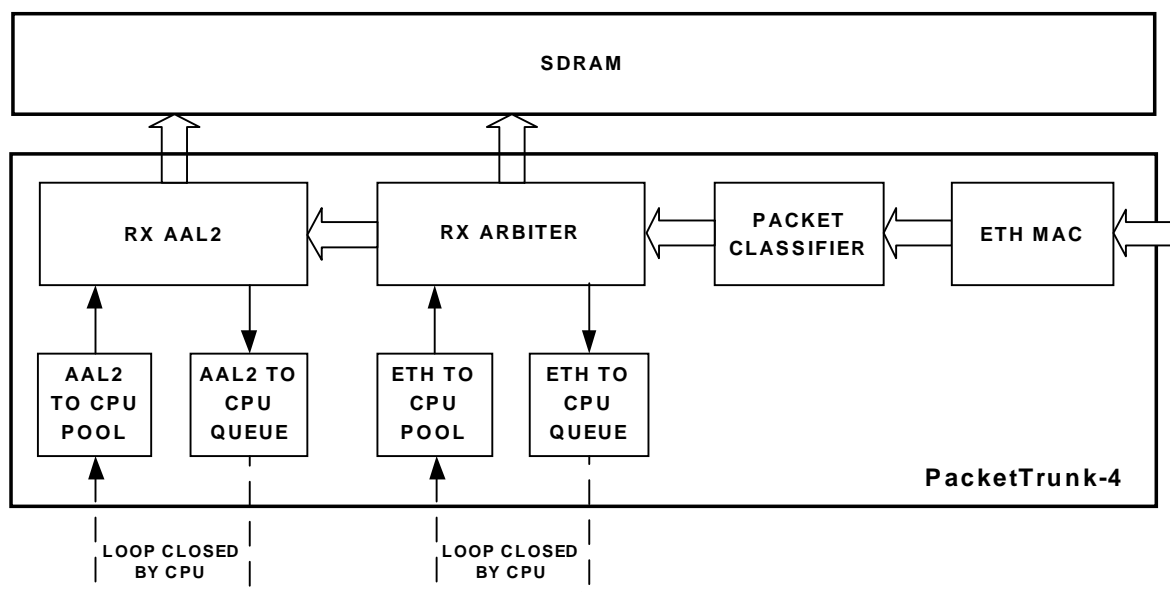 SDRAM
RX AAL2
RX ARBITER
PACKET
CLASSIFIER
ETH MAC
AAL2
TO CPU
POOL
AAL2 TO
CPU
QUEUE
ETH TO
CPU
POOL
ETH TO
CPU
QUEUE
PacketTrunk-4
LOOP CLOSED
BY CPU
LOOP CLOSED
BY CPU